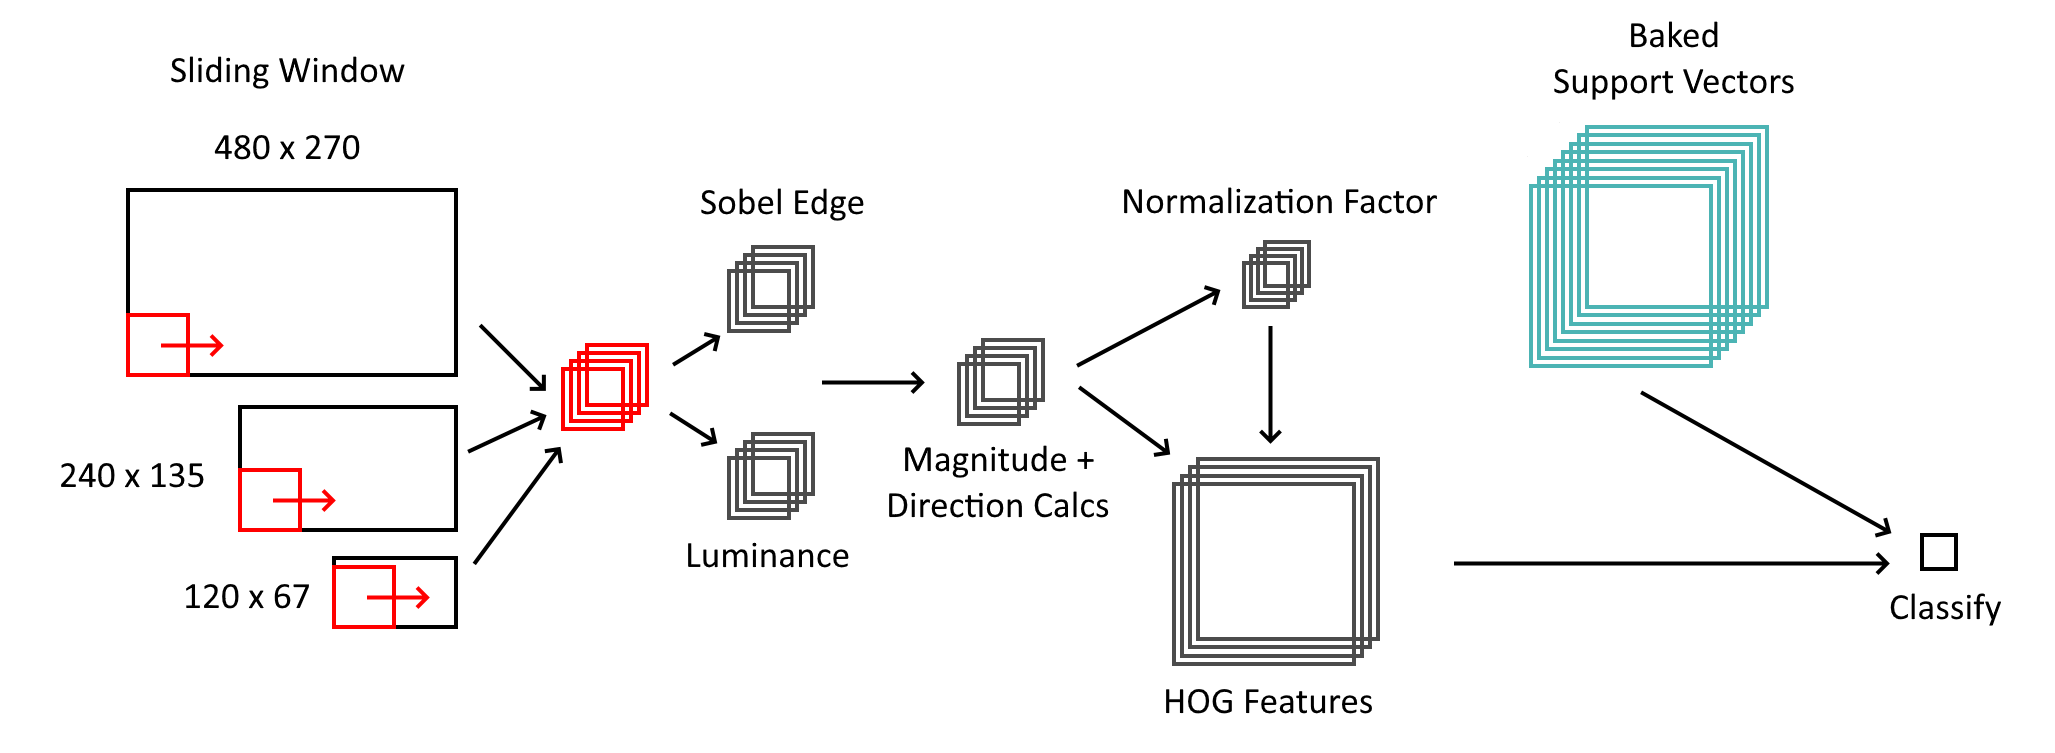 Sliding Window
480 x 270
240 x 135
120 x 67
Sobel Edge
Luminance
Magnitude +
Direction Calcs
Normalization Factor
HOG Features
Baked
Support Vectors
Classify